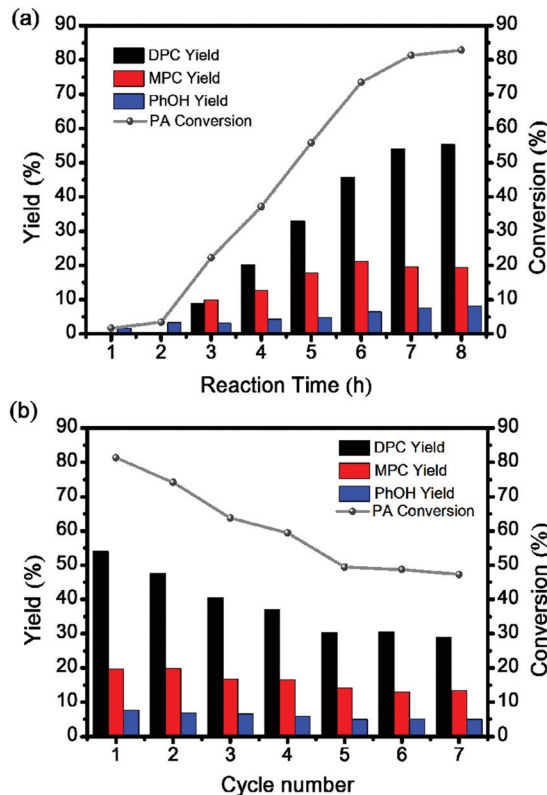 (a)
90
80
70
60
50
40
30
20
10
0
Yield (%)
DPC Yield
MPC Yield
PhOH Yield
PA Conversion
90
80
70
60
50
40
30
20
10
0
Conversion (%)
1 2 3 4 5 6 7 8
Reaction Time (h)
(b)
90
80
70
60
50
40
30
20
10
0
Yield (%)
DPC Yield
MPC Yield
PhOH Yield
PA Conversion
90
80
70
60
50
40
30
20
10
0
Conversion (%)
1 2 3 4 5 6 7
Cycle number